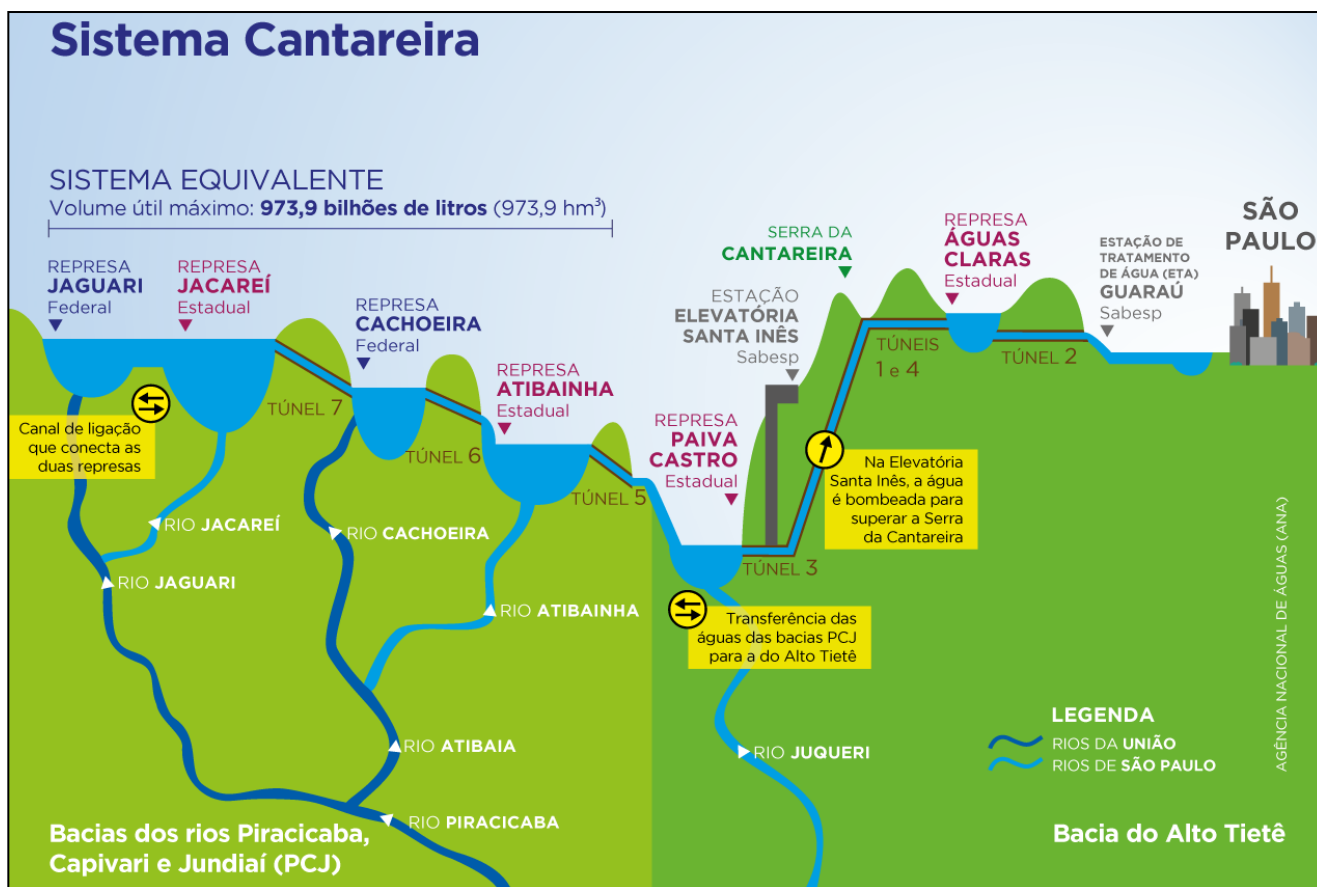 Sistema Cantareira
SISTEMA EQUIVALENTE
Volume útil máximo: 973,9 bilhões de litros (973,9 hm³)
REPRESA
JAGUARI
Federal
REPRESA
JACAREÍ
Estadual
REPRESA
CACHOEIRA
Federal
REPRESA
ATIBAINHA
Estadual
REPRESA
PAIVA
CASTRO
Estadual
ESTAÇÃO
ELEVATÓRIA
SANTA INÊS
Sabesp
SERRA DA
CANTAREIRA
REPRESA
ÁGUAS
CLARAS
Estadual
ESTAÇÃO DE
TRATAMENTO
DE ÁGUA (ETA)
GUARAÚ
Sabesp
SÃO
PAULO
TÚNEL 7
TÚNEL 6
TÚNEL 5
TÚNEL 3
TÚNEIS
1 e 4
TÚNEL 2
Canal de ligação
que conecta as
duas represas
Na Elevatória
Santa Inês, a água
é bombeada para
superar a Serra
da Cantareira
Transferência das
águas das bacias PCJ
para a do Alto Tietê
RIO JACAREÍ
RIO JAGUARI
RIO CACHOEIRA
RIO ATIBAINHA
RIO ATIBAIA
RIO PIRACICABA
RIO JUQUERI
LEGENDA
RIOS DA UNIÃO
RIOS DE SÃO PAULO
AGÊNCIA NACIONAL DE ÁGUAS (ANA)
Bacias dos rios Piracicaba,
Capivari e Jundiaí (PCJ)
Bacia do Alto Tietê